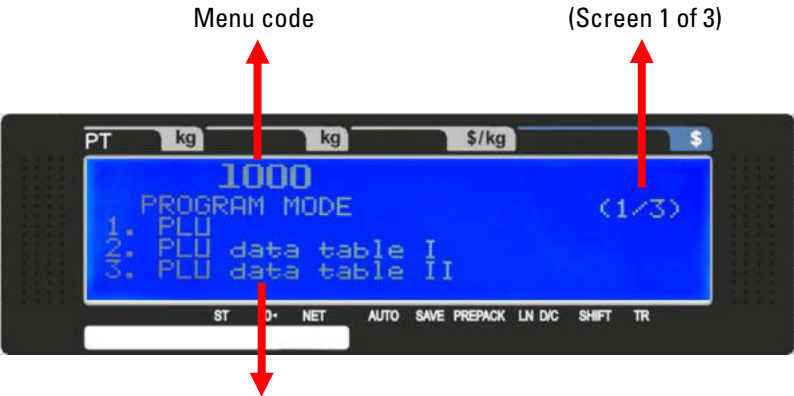 Menu code (Screen 1 of 3)
PT kg kg $/kg $
1000
PROGRAM MODE (1/3)
1. PLU
2. PLU data table I
3. PLU data table II
ST NET AUTO SAVE PREPACK LN D/C SHIFT TR